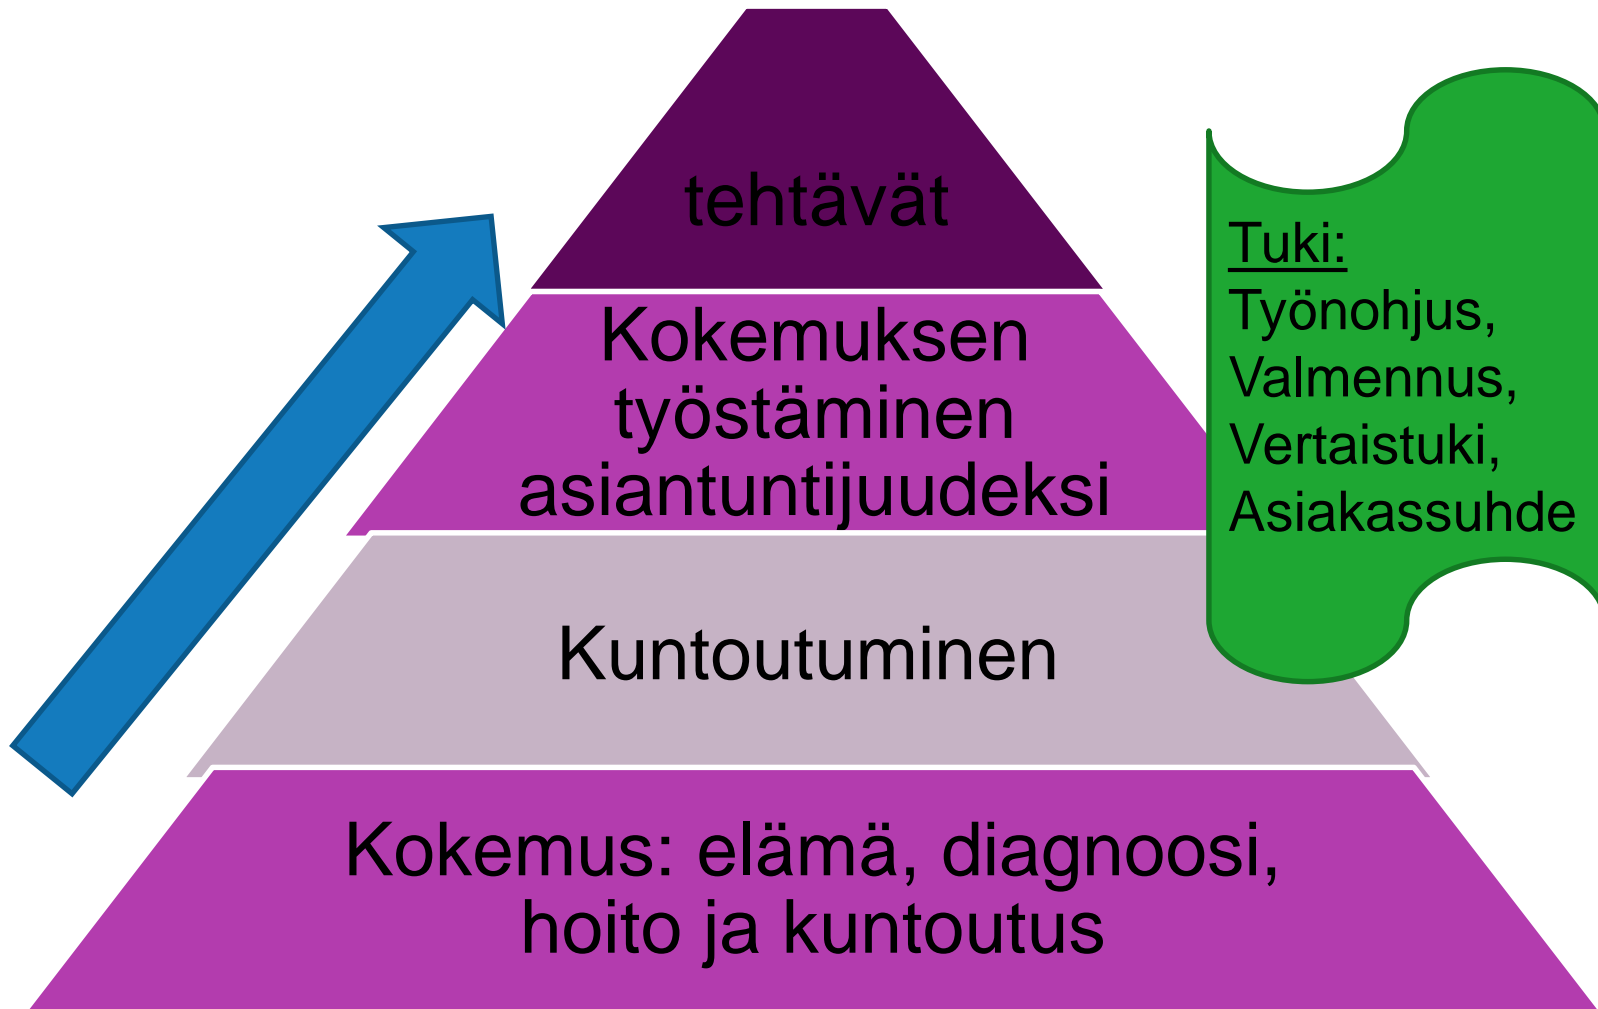 tehtävät
Kokemuksen
työstäminen
asiantuntijuudeksi
Kuntoutuminen
Kokemus: elämä, diagnoosi,
hoito ja kuntoutus
Tuki:
Työnohjus,
Valmennus,
Vertaistuki,
Asiakassuhde